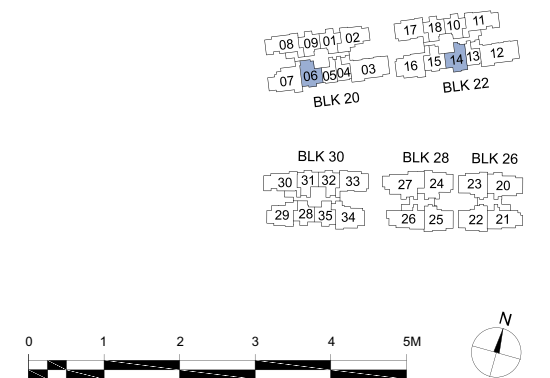 17 18 10 11
08 09 01 02
16 15 14 13 12
07 06 05 04 03
BLK 22
BLK 20
BLK 30 BLK 28 BLK 26
30 31 32 33 27 24 23 20
29 28 35 34 26 25 22 21
N
0 1 2 3 4 5M